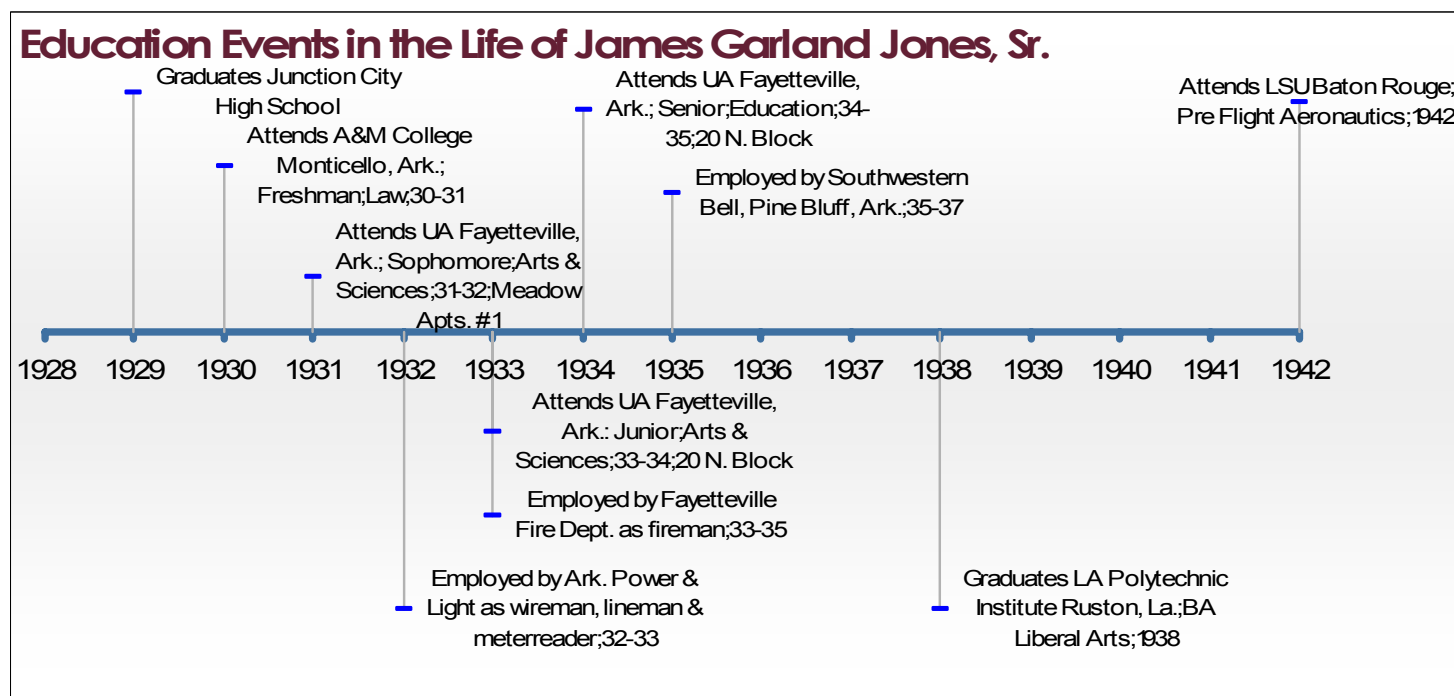 Education Events in the Life of James Garland Jones, Sr.
Graduates Junction City
High School
Attends A&M College
Monticello, Ark.;
Freshman;Law;30-31
Attends UA Fayetteville,
Ark.; Sophomore;Arts &
Sciences;31-32;Meadow
Apts. #1
Attends UA Fayetteville,
Ark.; Senior;Education;34-
35;20 N. Block
Employed by Southwestern
Bell, Pine Bluff, Ark.;35-37
Attends LSU Baton Rouge;
Pre Flight Aeronautics;1942
1928 1929 1930 1931 1932 1933 1934 1935 1936 1937 1938 1939 1940 1941 1942
Attends UA Fayetteville,
Ark.: Junior;Arts &
Sciences;33-34;20 N. Block
Employed by Fayetteville
Fire Dept. as fireman;33-35
Employed by Ark. Power &
Light as wireman, lineman &
meterreader;32-33
Graduates LA Polytechnic
Institute Ruston, La.;BA
Liberal Arts;1938